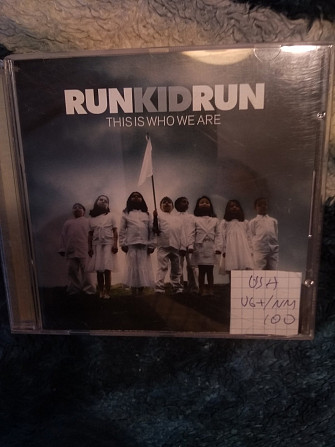 RUNKIDRUN
THIS IS WHO WE ARE
USA
VG+/NM
100